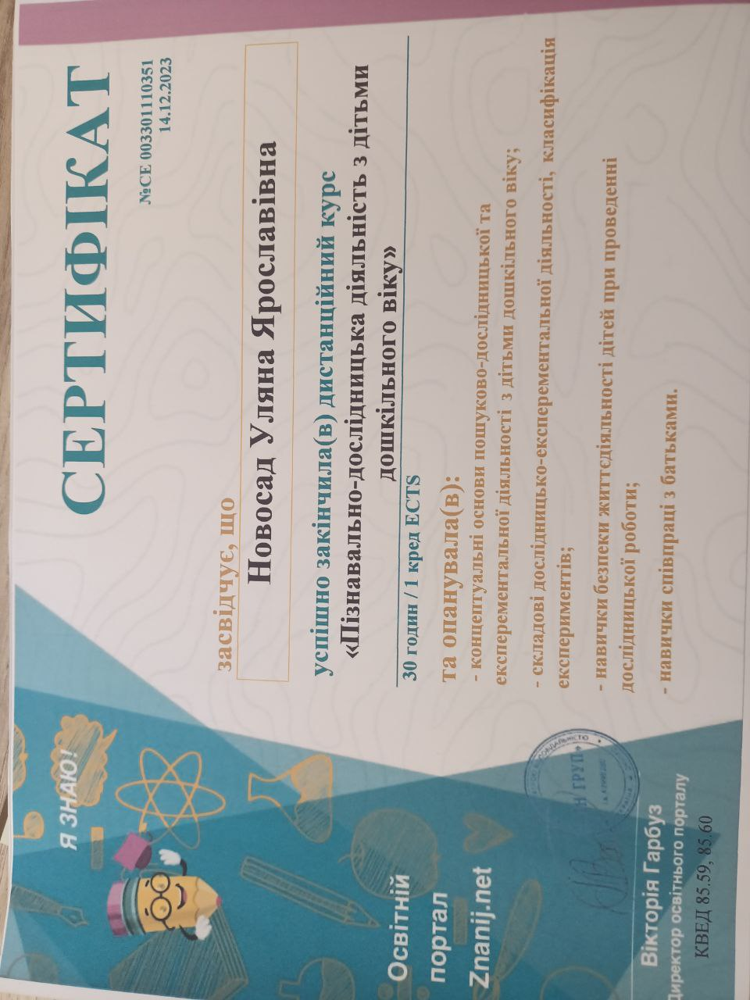 Я ЗНАЮ!
СЕРТИФІКАТ
№СЕ 003301110351
14.12.2023
засвідчує, що
Новосад Уляна Ярославівна
успішно закінчила(в) дистанційний курс
«Пізнавально-дослідницька діяльність з дітьми
дошкільного віку»
30 годин / 1 кред ECTS
та опанувала(в):
- концептуальні основи пошуково-дослідницької та
експерементальної діяльності з дітьми дошкільного віку;
- складові дослідницько-експерементальної діяльності, класифікація
експериментів;
- навички безпеки життєдіяльності дітей при проведенні
дослідницької роботи;
- навички співпраці з батьками.
Освітній
портал
Znanij.net
ГРУП»
Вікторія Гарбуз
Директор освітнього порталу
КВЕД 85.59, 85.60